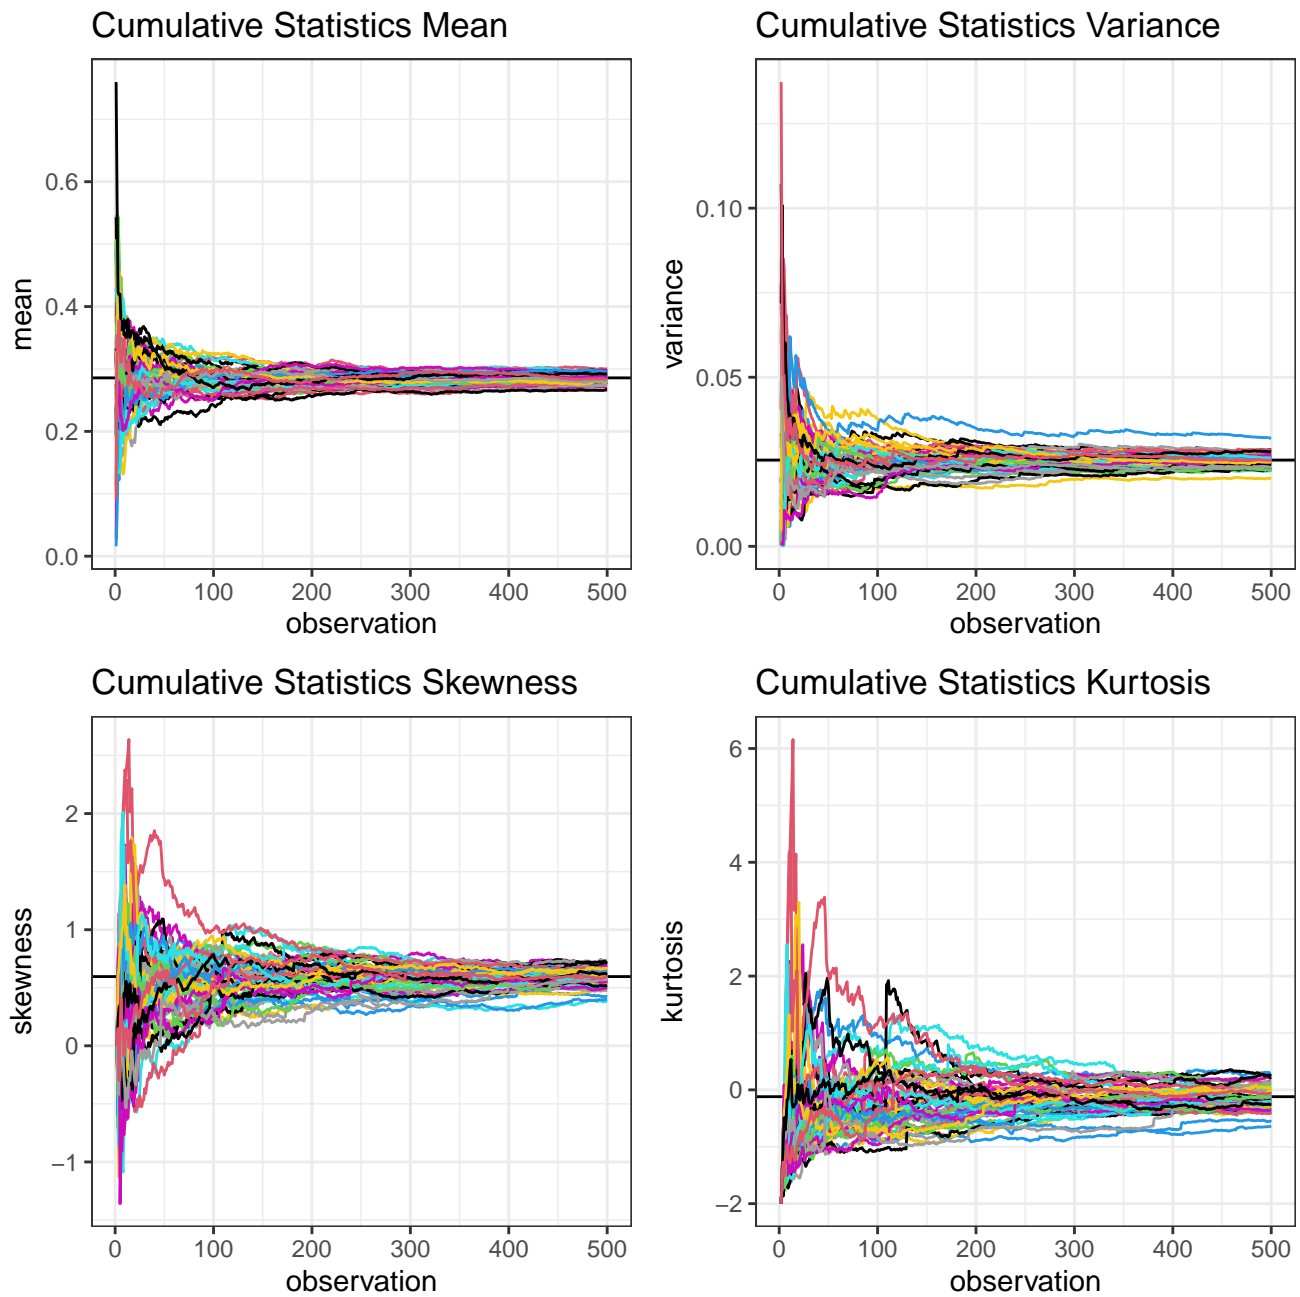 Cumulative Statistics Mean
0.6
0.4
0.2
0.0
mean
0 100 200 300 400 500
observation
Cumulative Statistics Variance
0.10
0.05
0.00
variance
0 100 200 300 400 500
observation
Cumulative Statistics Skewness
2
1
0
−1
skewness
0 100 200 300 400 500
observation
Cumulative Statistics Kurtosis
6
4
2
0
−2
kurtosis
0 100 200 300 400 500
observation